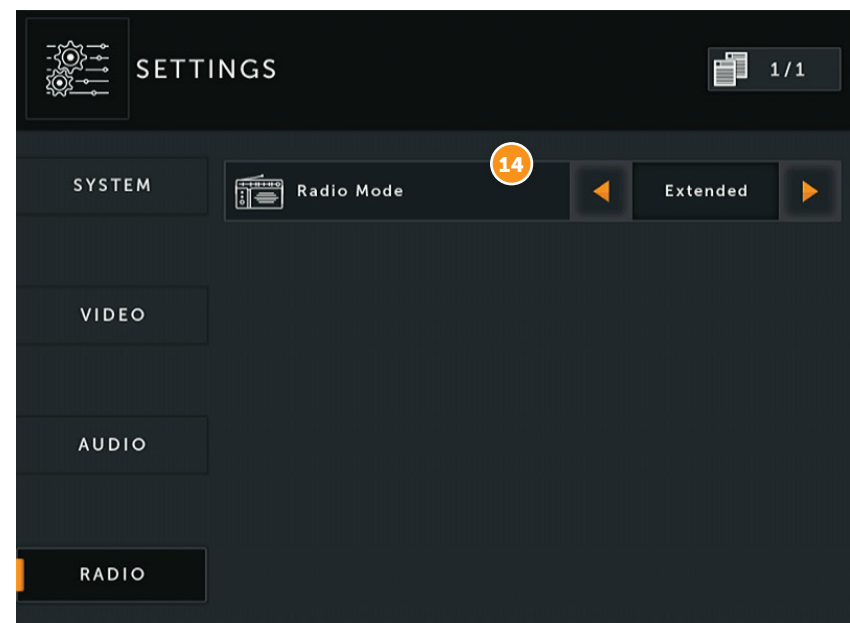 SETTINGS
1/1
SYSTEM
14
Radio Mode
Extended
VIDEO
AUDIO
RADIO